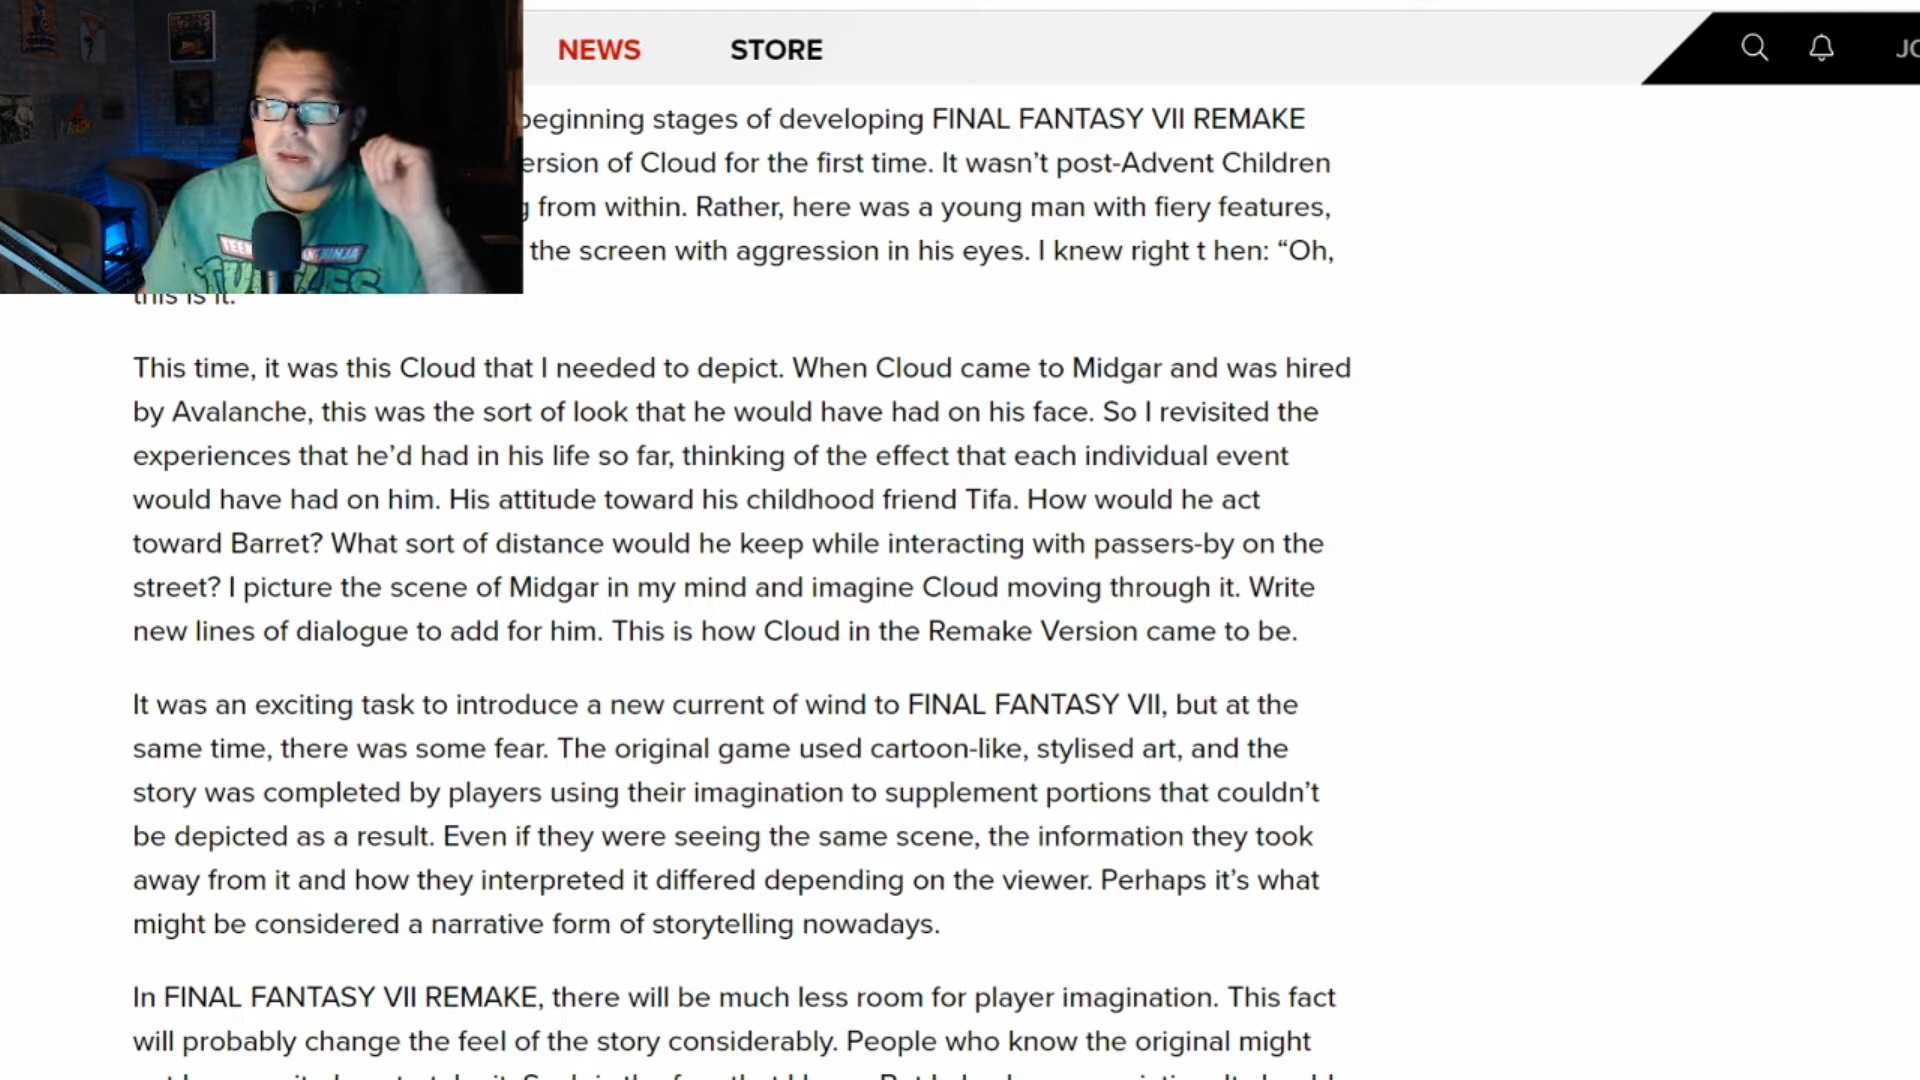 NEWS STORE
JO
beginning stages of developing FINAL FANTASY VII REMAKE
ersion of Cloud for the first time. It wasn’t post-Advent Children
g from within. Rather, here was a young man with fiery features,
the screen with aggression in his eyes. I knew right t hen: “Oh,
this is it.
This time, it was this Cloud that I needed to depict. When Cloud came to Midgar and was hired
by Avalanche, this was the sort of look that he would have had on his face. So I revisited the
experiences that he’d had in his life so far, thinking of the effect that each individual event
would have had on him. His attitude toward his childhood friend Tifa. How would he act
toward Barret? What sort of distance would he keep while interacting with passers-by on the
street? I picture the scene of Midgar in my mind and imagine Cloud moving through it. Write
new lines of dialogue to add for him. This is how Cloud in the Remake Version came to be.
It was an exciting task to introduce a new current of wind to FINAL FANTASY VII, but at the
same time, there was some fear. The original game used cartoon-like, stylised art, and the
story was completed by players using their imagination to supplement portions that couldn’t
be depicted as a result. Even if they were seeing the same scene, the information they took
away from it and how they interpreted it differed depending on the viewer. Perhaps it’s what
might be considered a narrative form of storytelling nowadays.
In FINAL FANTASY VII REMAKE, there will be much less room for player imagination. This fact
will probably change the feel of the story considerably. People who know the original might